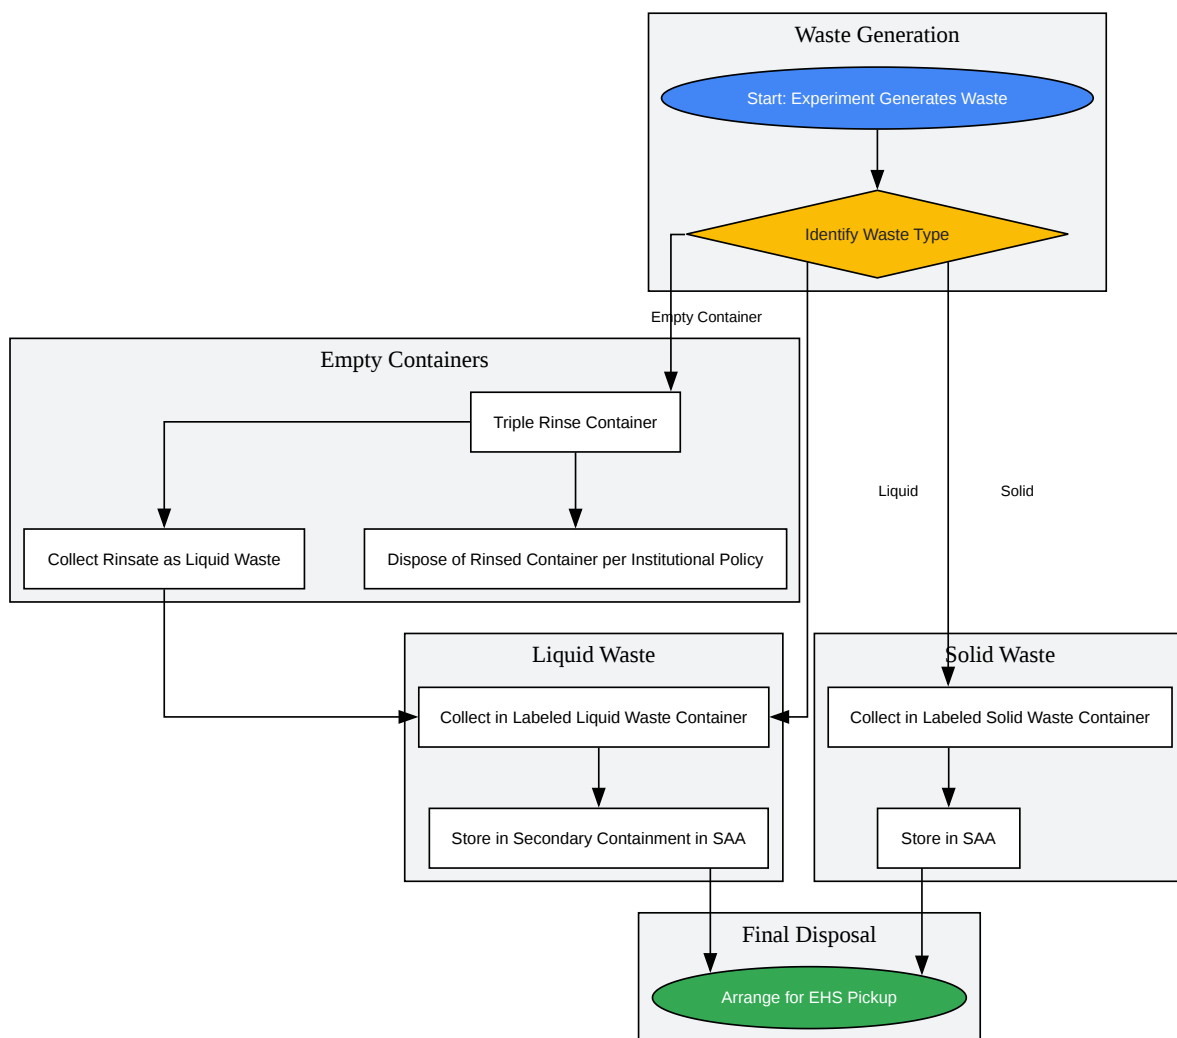 Waste Generation
Start: Experiment Generates Waste
Identify Waste Type
Empty Container
Empty Containers
Triple Rinse Container
Liquid
Solid
Collect Rinsate as Liquid Waste
Dispose of Rinsed Container per Institutional Policy
Liquid Waste
Solid Waste
Collect in Labeled Liquid Waste Container
Collect in Labeled Solid Waste Container
Store in Secondary Containment in SAA
Store in SAA
Final Disposal
Arrange for EHS Pickup